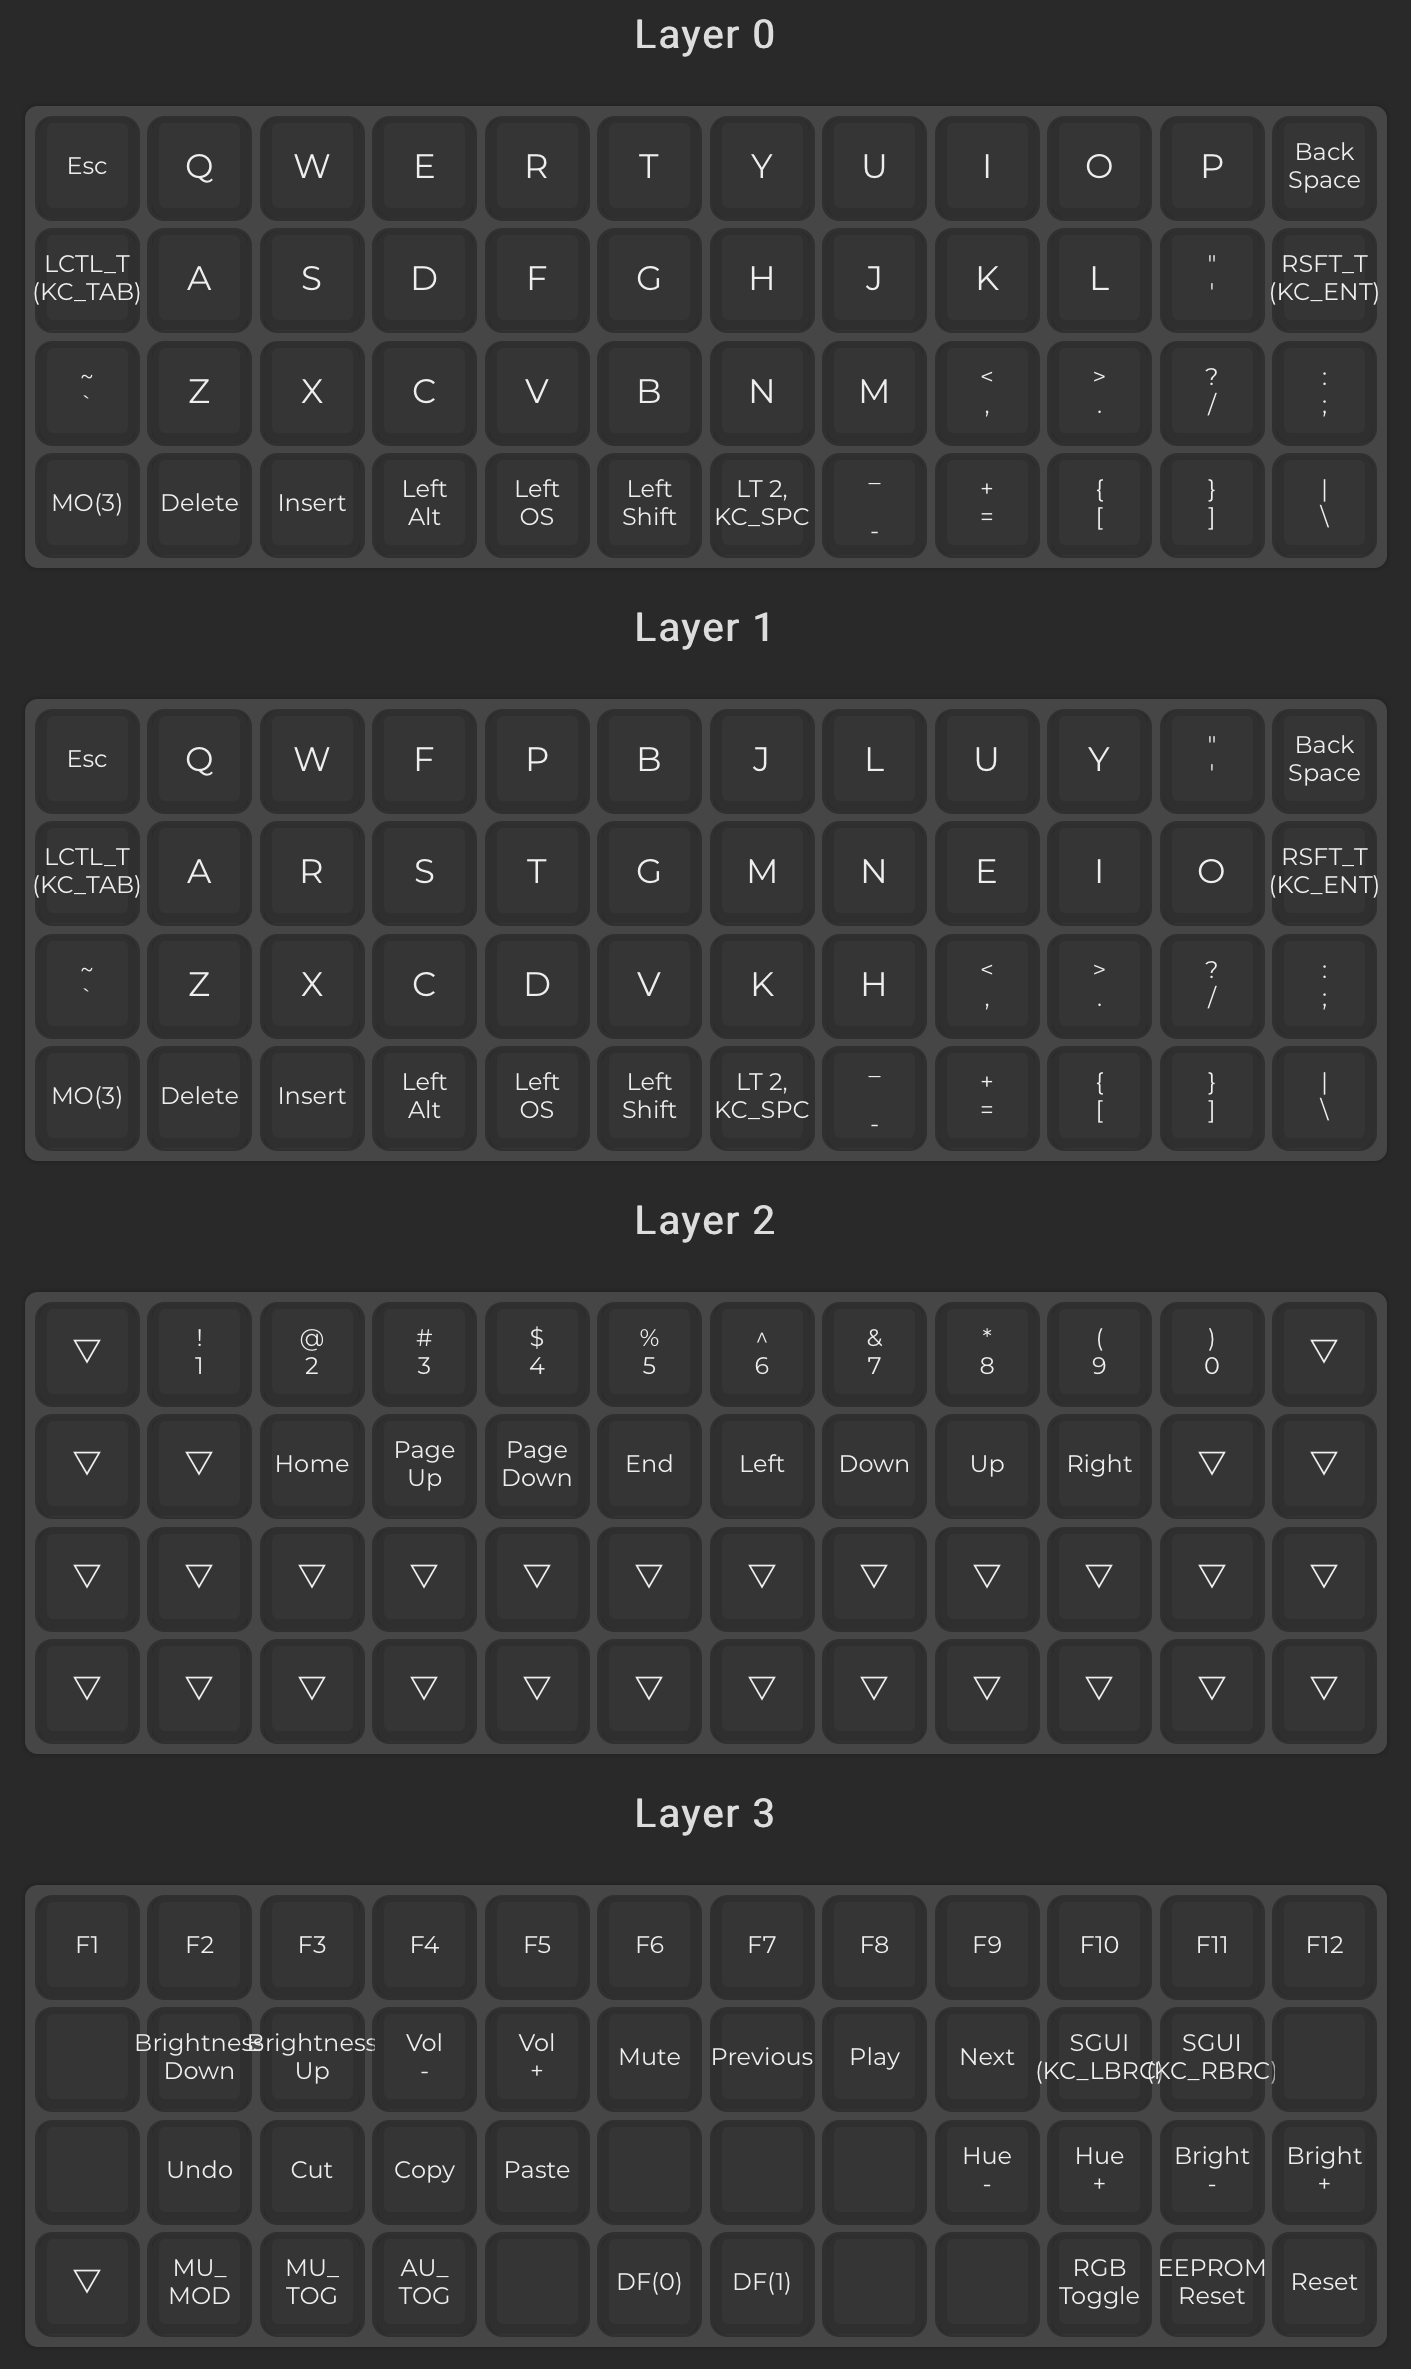 Layer 0
Esc Q W E R T Y U I O P Back Space
LCTL_T (KC_TAB) A S D F G H J K L " ' RSFT_T (KC_ENT)
~ ` Z X C V B N M < , > . ? / : ;
MO(3) Delete Insert Left Alt Left OS Left Shift LT 2, KC_SPC _ - + = { [ } ] | \
Layer 1
Esc Q W F P B J L U Y " ' Back Space
LCTL_T (KC_TAB) A R S T G M N E I O RSFT_T (KC_ENT)
~ ` Z X C D V K H < , > . ? / : ;
MO(3) Delete Insert Left Alt Left OS Left Shift LT 2, KC_SPC _ - + = { [ } ] | \
Layer 2
▽ ! 1 @ 2 # 3 $ 4 % 5 ^ 6 & 7 * 8 ( 9 ) 0 ▽
▽ ▽ Home Page Up Page Down End Left Down Up Right ▽ ▽
▽ ▽ ▽ ▽ ▽ ▽ ▽ ▽ ▽ ▽ ▽ ▽
▽ ▽ ▽ ▽ ▽ ▽ ▽ ▽ ▽ ▽ ▽ ▽
Layer 3
F1 F2 F3 F4 F5 F6 F7 F8 F9 F10 F11 F12
Brightness Down Brightness Up Vol - Vol + Mute Previous Play Next SGUI (KC_LBRC) SGUI (KC_RBRC)
Undo Cut Copy Paste Hue - Hue + Bright - Bright +
▽ MU_ MOD MU_ TOG AU_ TOG DF(0) DF(1) RGB Toggle EEPROM Reset Reset